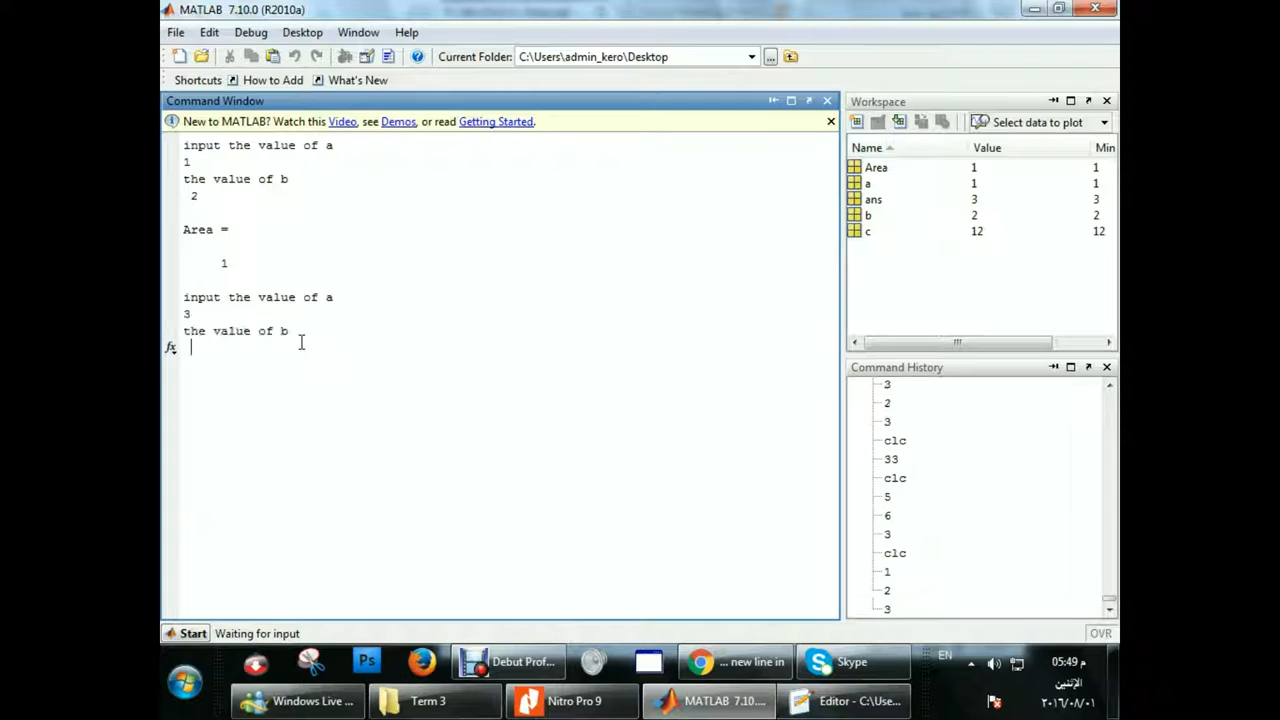 MATLAB 7.10.0 (R2010a)
File Edit Debug Desktop Window Help
Current Folder: C:\Users\admin_kero\Desktop
Shortcuts How to Add What's New
Command Window
New to MATLAB? Watch this Video, see Demos, or read Getting Started.
input the value of a
1
the value of b
2
Area =
1
input the value of a
3
the value of b
fx
Workspace
Select data to plot
Name Value Min
Area 1 1
a 1 1
ans 3 3
b 2 2
c 12 12
Command History
3
2
3
clc
33
clc
5
6
3
clc
1
2
3
Start Waiting for input OVR
Ps Debut Prof... ... new line in Skype EN
05:49 م
الإثنين
٢٠١٦/٠٨/٠١
Windows Live ... Term 3 Nitro Pro 9 MATLAB 7.10.... Editor - C:\Use...